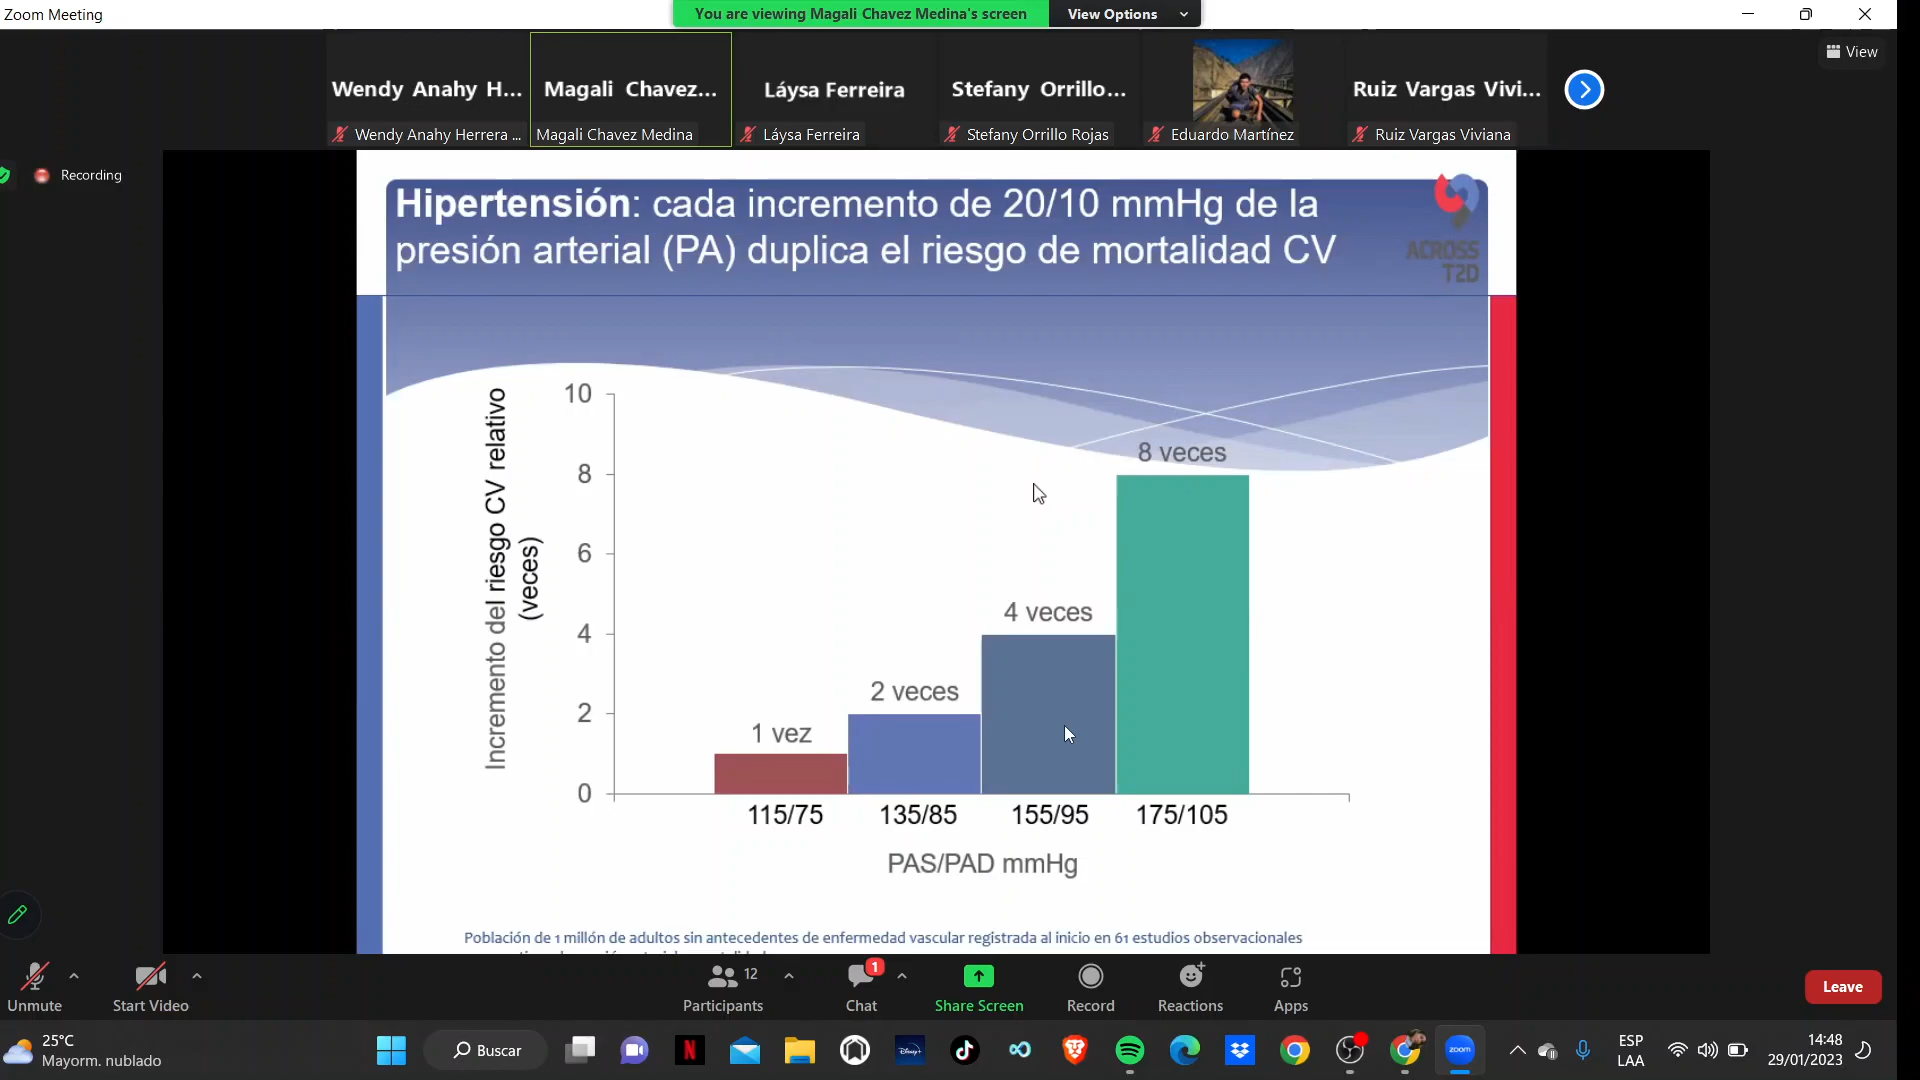 Zoom Meeting
You are viewing Magali Chavez Medina's screen
View Options
View
Wendy Anahy H...
Magali Chavez...
Láysa Ferreira
Stefany Orrillo...
Ruiz Vargas Vivi...
Wendy Anahy Herrera ...
Magali Chavez Medina
Láysa Ferreira
Stefany Orrillo Rojas
Eduardo Martínez
Ruiz Vargas Viviana
Recording
Hipertensión: cada incremento de 20/10 mmHg de la
presión arterial (PA) duplica el riesgo de mortalidad CV
ACROSS
T2D
Incremento del riesgo CV relativo
(veces)
10
8
6
4
2
0
8 veces
4 veces
2 veces
1 vez
115/75
135/85
155/95
175/105
PAS/PAD mmHg
Población de 1 millón de adultos sin antecedentes de enfermedad vascular registrada al inicio en 61 estudios observacionales
Unmute
Start Video
12
Participants
1
Chat
Share Screen
Record
Reactions
Apps
Leave
25°C
Mayorm. nublado
Buscar
N
Disney+
zoom
ESP
LAA
14:48
29/01/2023